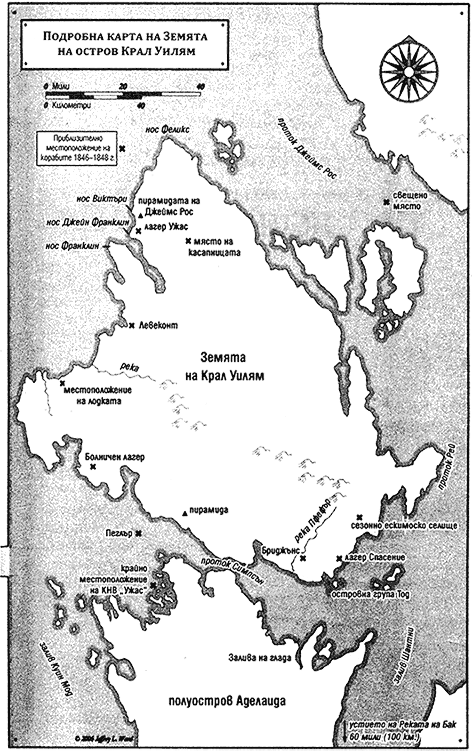 ПОДРОБНА КАРТА НА ЗЕМЯТА
НА ОСТРОВ КРАЛ УИЛЯМ
0 Мили 20 40
0 Километри 40
Приблизително
местоположение на
корабите 1846–1848 г.
нос Феликс
проток Джеймс Рос
свещено
място
нос Виктъри
пирамидата на
Джеймс Рос
нос Джейн Франклин
лагер Ужас
нос Франклин
място на
касапницата
Левеконт
Земята
на Крал Уилям
река
местоположение
на лодката
Болничен лагер
проток Рей
пирамида
река Пфефър
сезонно ескимоско селище
Пеглър
Бриджънс
лагер Спасение
проток Симпсън
крайно
местоположение
на КНВ „Ужас“
островна група Тод
залив Куин Мод
Залива на глада
залив Шантни
полуостров Аделаида
устието на Реката на Бак
60 мили (100 км.)
© 2006 Jeffrey L. Ward